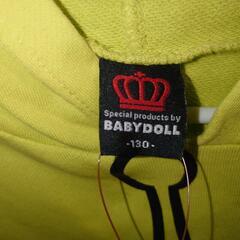 Special products by
BABYDOLL
-130-